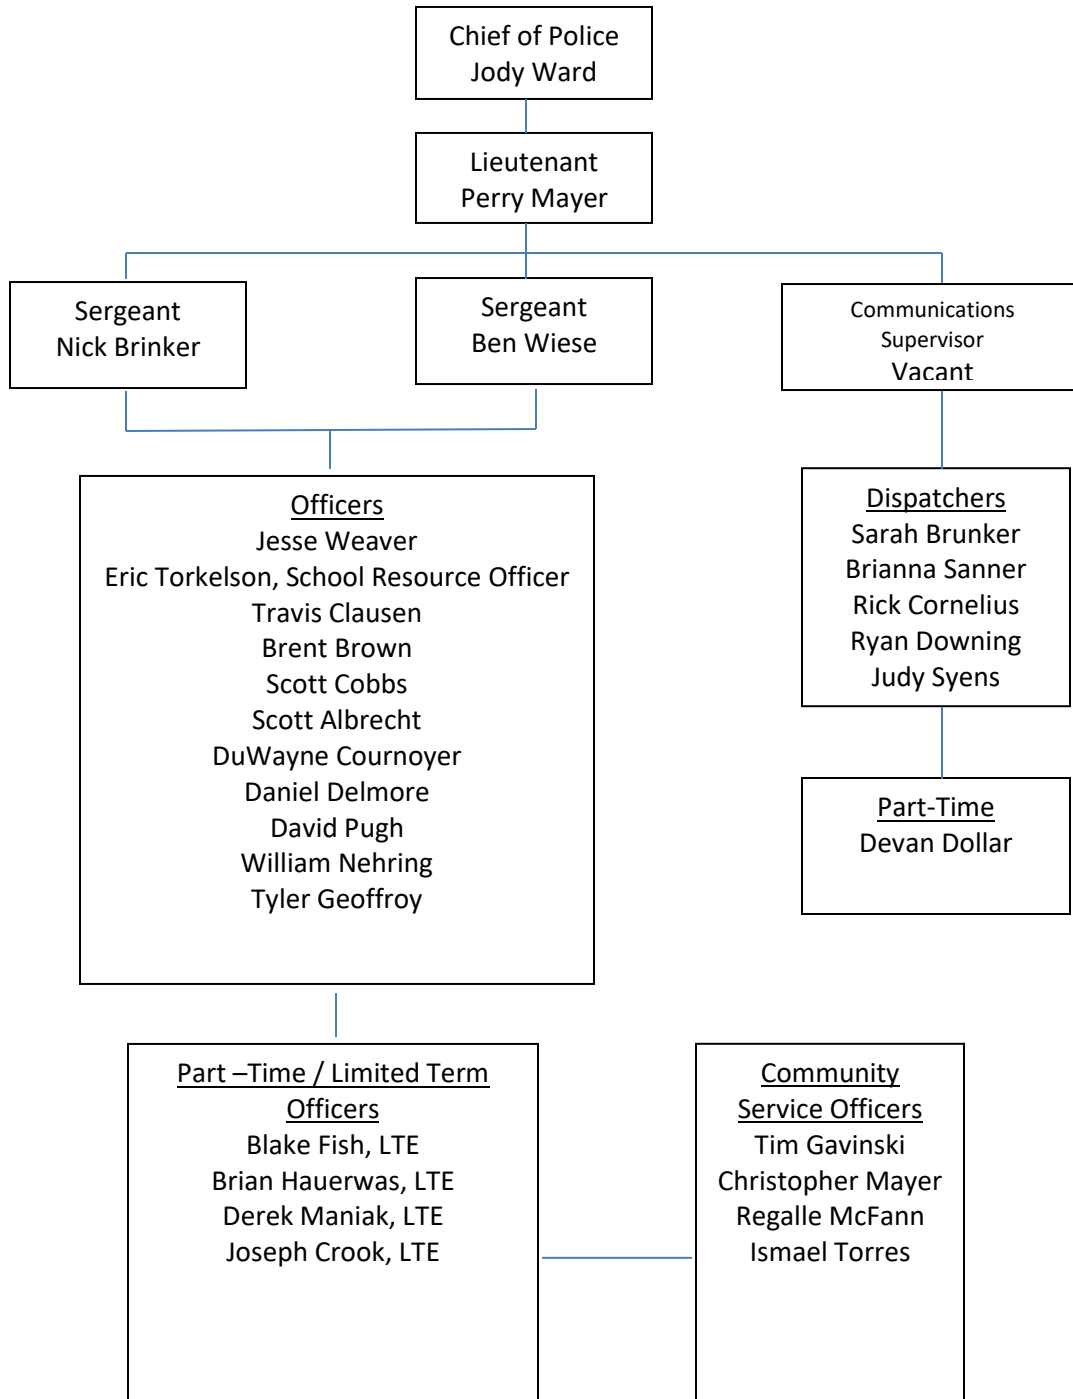 Chief of Police
Jody Ward
Lieutenant
Perry Mayer
Sergeant
Nick Brinker
Sergeant
Ben Wiese
Communications
Supervisor
Vacant
Officers
Jesse Weaver
Eric Torkelson, School Resource Officer
Travis Clausen
Brent Brown
Scott Cobbs
Scott Albrecht
DuWayne Cournoyer
Daniel Delmore
David Pugh
William Nehring
Tyler Geoffroy
Dispatchers
Sarah Brunker
Brianna Sanner
Rick Cornelius
Ryan Downing
Judy Syens
Part-Time
Devan Dollar
Part –Time / Limited Term
Officers
Blake Fish, LTE
Brian Hauerwas, LTE
Derek Maniak, LTE
Joseph Crook, LTE
Community
Service Officers
Tim Gavinski
Christopher Mayer
Regalle McFann
Ismael Torres